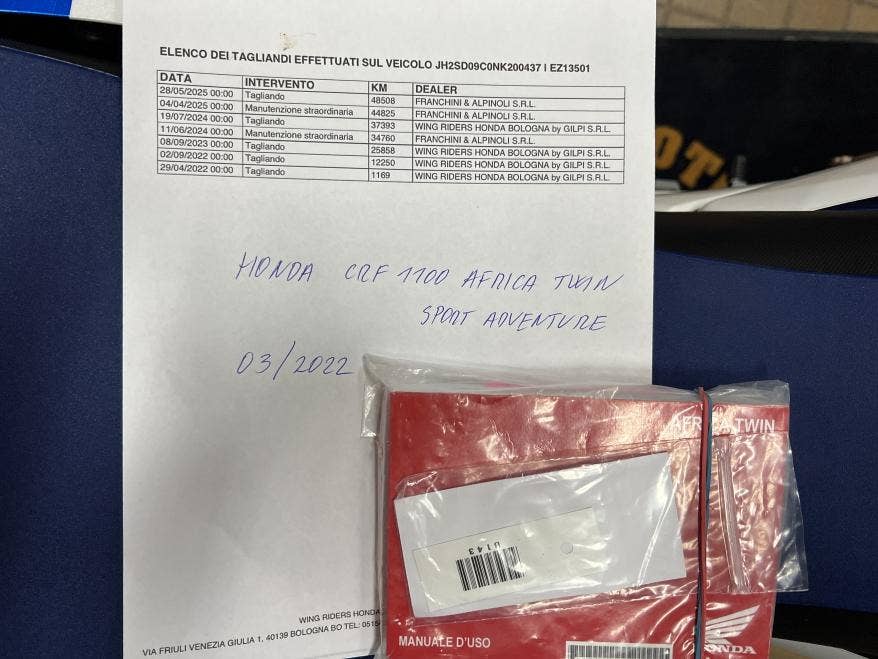 ELENCO DEI TAGLIANDI EFFETTUATI SUL VEICOLO JH2SD09C0NK200437 | EZ13501
DATA INTERVENTO KM DEALER
28/05/2025 00:00 Tagliando 48508 FRANCHINI & ALPINOLI S.R.L.
04/04/2025 00:00 Manutenzione straordinaria 44825 FRANCHINI & ALPINOLI S.R.L.
19/07/2024 00:00 Tagliando 37393 WING RIDERS HONDA BOLOGNA by GILPI S.R.L.
11/06/2024 00:00 Manutenzione straordinaria 34760 FRANCHINI & ALPINOLI S.R.L.
08/09/2023 00:00 Tagliando 25858 WING RIDERS HONDA BOLOGNA by GILPI S.R.L.
02/09/2022 00:00 Tagliando 12250 WING RIDERS HONDA BOLOGNA by GILPI S.R.L.
29/04/2022 00:00 Tagliando 1169 WING RIDERS HONDA BOLOGNA by GILPI S.R.L.
HONDA CRF 1100 AFRICA TWIN
SPORT ADVENTURE
03/2022
AFRICA TWIN
0143
MANUALE D'USO
HONDA
WING RIDERS HONDA
VIA FRIULI VENEZIA GIULIA 1, 40139 BOLOGNA BO TEL: